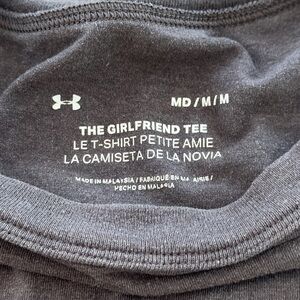 MD / M / M
THE GIRLFRIEND TEE
LE T-SHIRT PETITE AMIE
LA CAMISETA DE LA NOVIA
MADE IN MALAYSIA / FABRIQUÉ EN
HECHO EN MALASIA